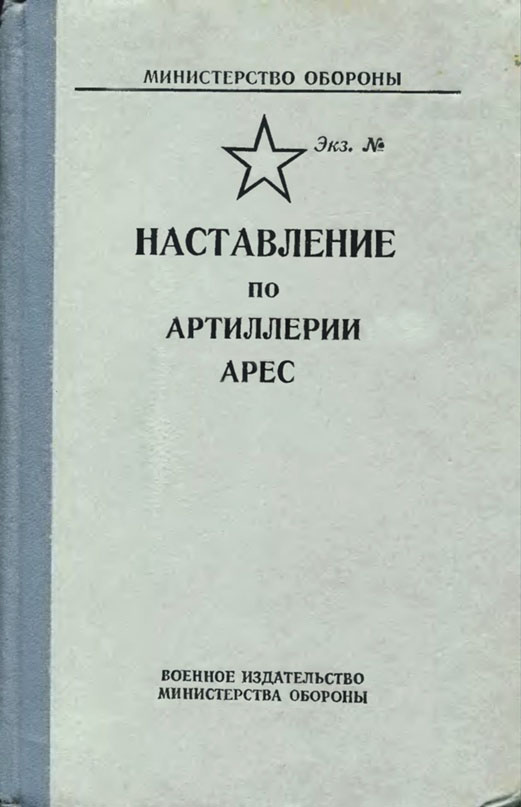 МИНИСТЕРСТВО ОБОРОНЫ
Экз. №
НАСТАВЛЕНИЕ
ПО
АРТИЛЛЕРИИ
АРЕС
ВОЕННОЕ ИЗДАТЕЛЬСТВО
МИНИСТЕРСТВА ОБОРОНЫ